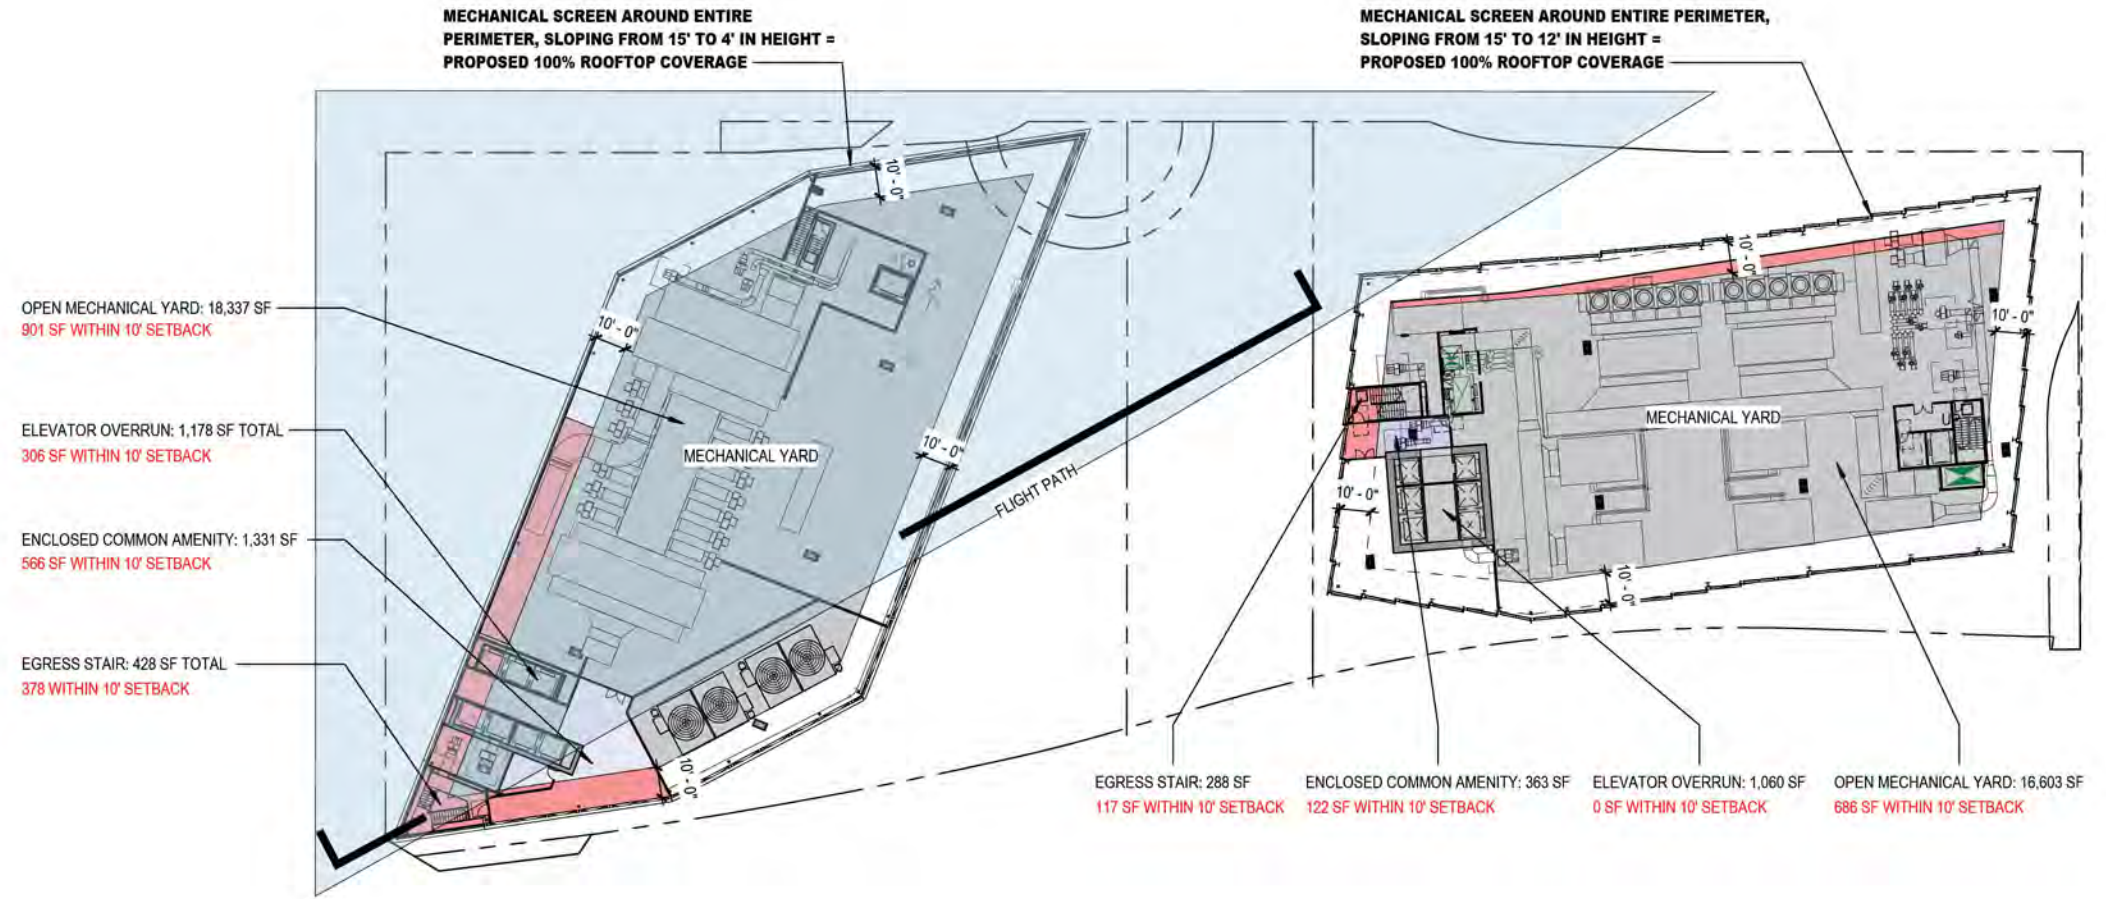 MECHANICAL SCREEN AROUND ENTIRE
PERIMETER, SLOPING FROM 15' TO 4' IN HEIGHT =
PROPOSED 100% ROOFTOP COVERAGE
MECHANICAL SCREEN AROUND ENTIRE PERIMETER,
SLOPING FROM 15' TO 12' IN HEIGHT =
PROPOSED 100% ROOFTOP COVERAGE
10' - 0"
10' - 0"
OPEN MECHANICAL YARD: 18,337 SF
901 SF WITHIN 10' SETBACK
10' - 0"
10' - 0"
ELEVATOR OVERRUN: 1,178 SF TOTAL
306 SF WITHIN 10' SETBACK
MECHANICAL YARD
10' - 0"
MECHANICAL YARD
FLIGHT PATH
10' - 0"
ENCLOSED COMMON AMENITY: 1,331 SF
566 SF WITHIN 10' SETBACK
10' - 0"
EGRESS STAIR: 428 SF TOTAL
378 WITHIN 10' SETBACK
10' - 0"
EGRESS STAIR: 288 SF
117 SF WITHIN 10' SETBACK
ENCLOSED COMMON AMENITY: 363 SF
122 SF WITHIN 10' SETBACK
ELEVATOR OVERRUN: 1,060 SF
0 SF WITHIN 10' SETBACK
OPEN MECHANICAL YARD: 16,603 SF
686 SF WITHIN 10' SETBACK